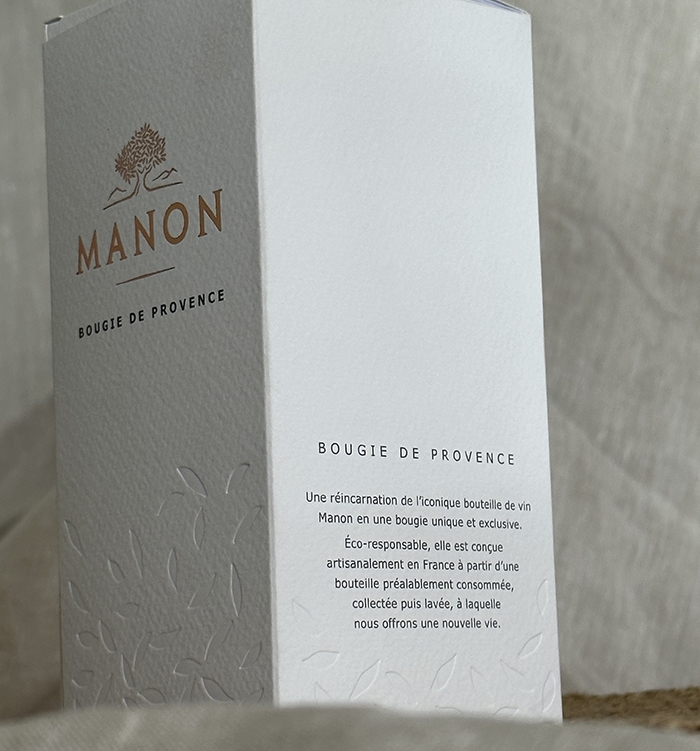 MANON
BOUGIE DE PROVENCE
BOUGIE DE PROVENCE
Une réincarnation de l'iconique bouteille de vin
Manon en une bougie unique et exclusive.
Éco-responsable, elle est conçue
artisanalement en France à partir d'une
bouteille préalablement consommée,
collectée puis lavée, à laquelle
nous offrons une nouvelle vie.